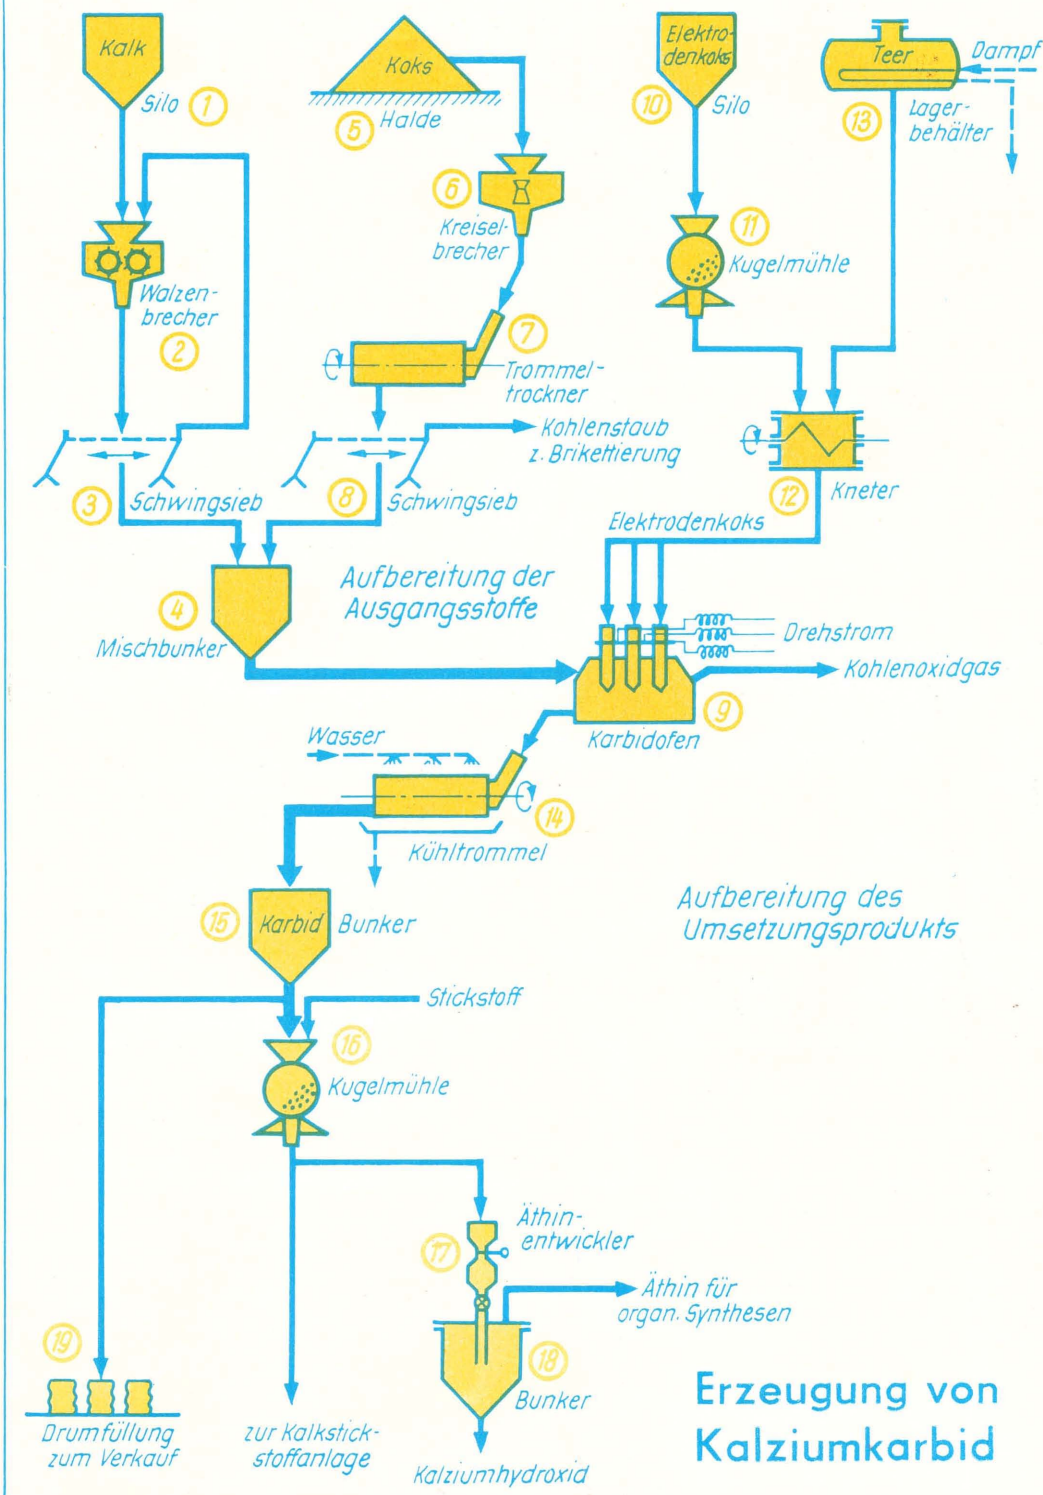 Kalk
Silo 1
Walzen-
brecher
2
3 Schwingsieb
4
Mischbunker
Koks
5 Halde
6
Kreisel-
brecher
7
Trommel-
trockner
Kohlenstaub
z. Brikettierung
8 Schwingsieb
Elektro-
denkoks
10 Silo
11
Kugelmühle
Teer
Dampf
13 Lager-
behälter
12 Kneter
Elektrodenkoks
Aufbereitung der
Ausgangsstoffe
Drehstrom
Kohlenoxidgas
9
Karbidofen
Wasser
14
Kühltrommel
15 Karbid Bunker
Aufbereitung des
Umsetzungsprodukts
Stickstoff
16
Kugelmühle
17 Äthin-
entwickler
Äthin für
organ. Synthesen
18
Bunker
19
Drumfüllung
zum Verkauf
zur Kalkstick-
stoffanlage
Kalziumhydroxid
Erzeugung von
Kalziumkarbid